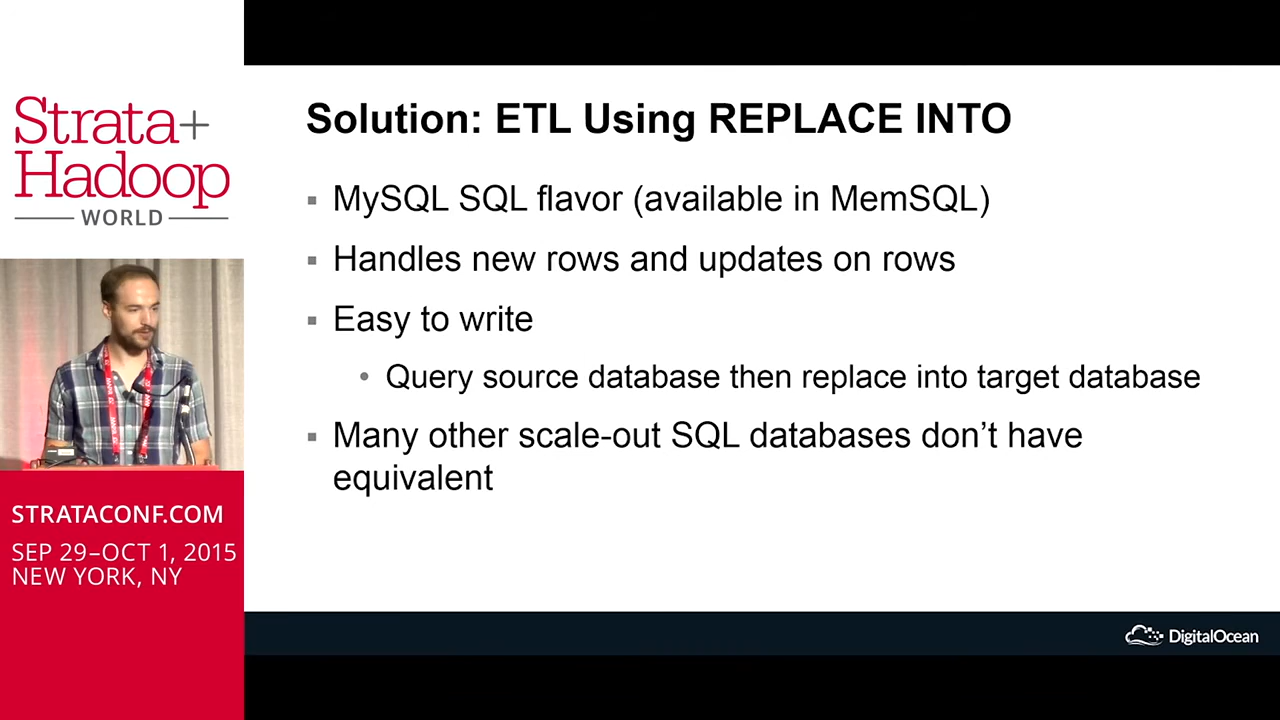 Strata+
Hadoop
WORLD
STRATACONF.COM
SEP 29–OCT 1, 2015
NEW YORK, NY
Solution: ETL Using REPLACE INTO
▪ MySQL SQL flavor (available in MemSQL)
▪ Handles new rows and updates on rows
▪ Easy to write
• Query source database then replace into target database
▪ Many other scale-out SQL databases don’t have
equivalent
DigitalOcean